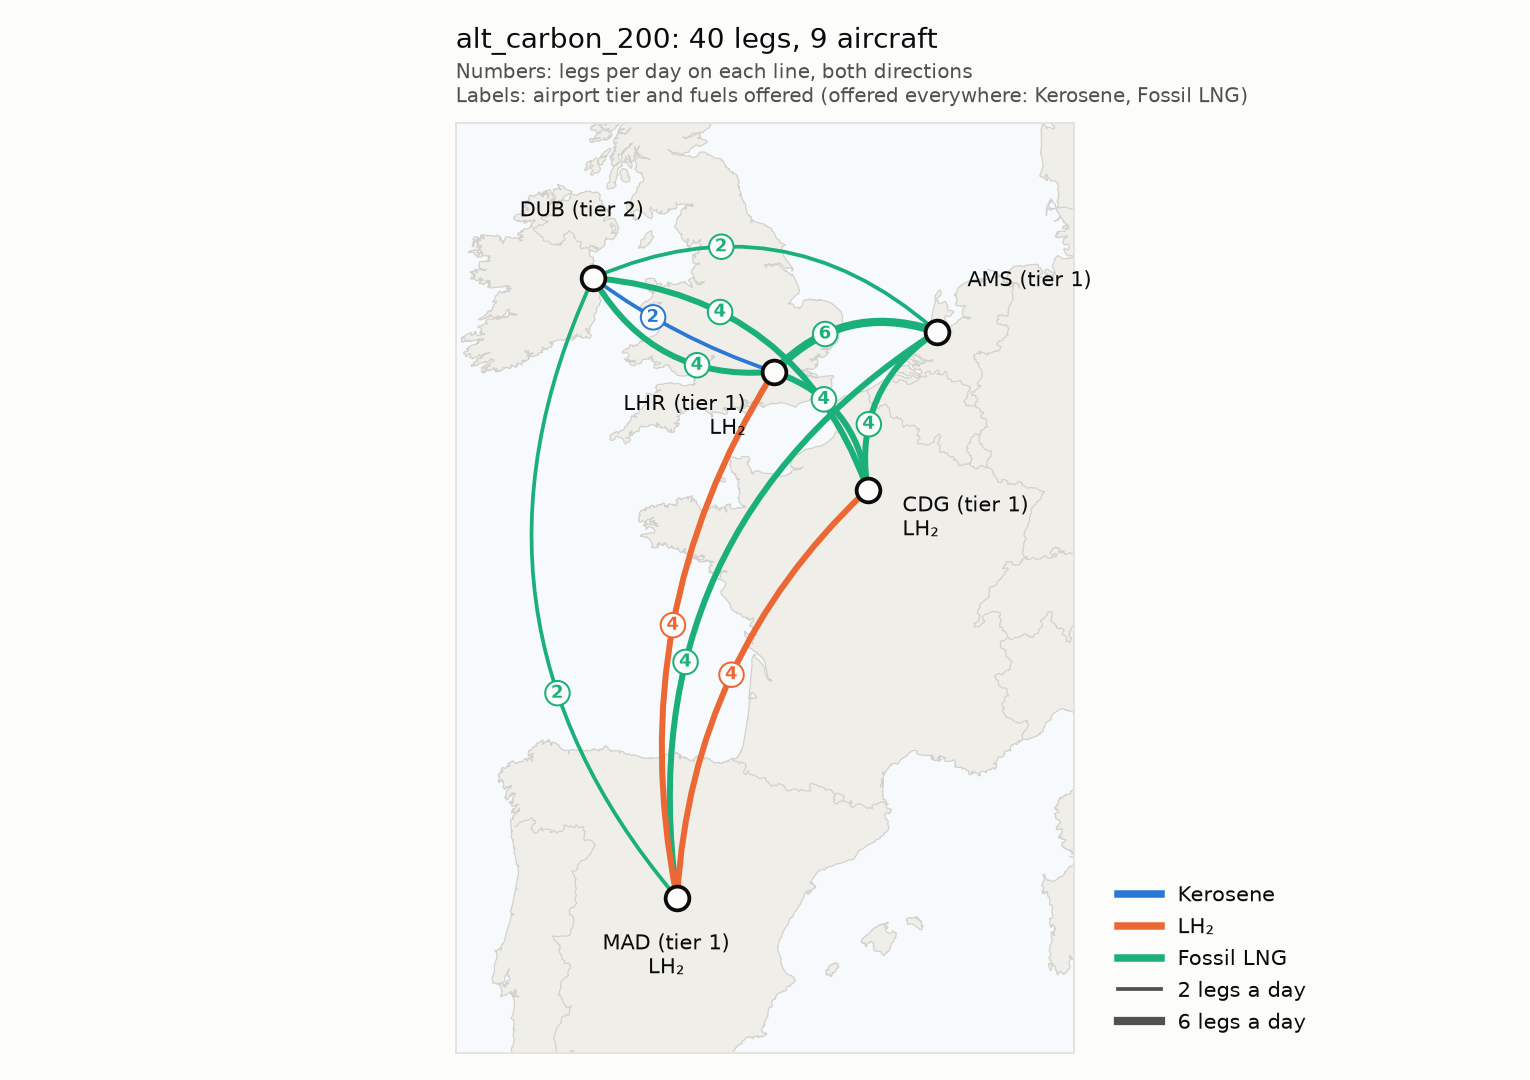 alt_carbon_200: 40 legs, 9 aircraft
Numbers: legs per day on each line, both directions
Labels: airport tier and fuels offered (offered everywhere: Kerosene, Fossil LNG)
DUB (tier 2)
2
AMS (tier 1)
2
4
6
4
LHR (tier 1)
LH₂
4
4
CDG (tier 1)
LH₂
4
4
4
2
MAD (tier 1)
LH₂
Kerosene
LH₂
Fossil LNG
2 legs a day
6 legs a day